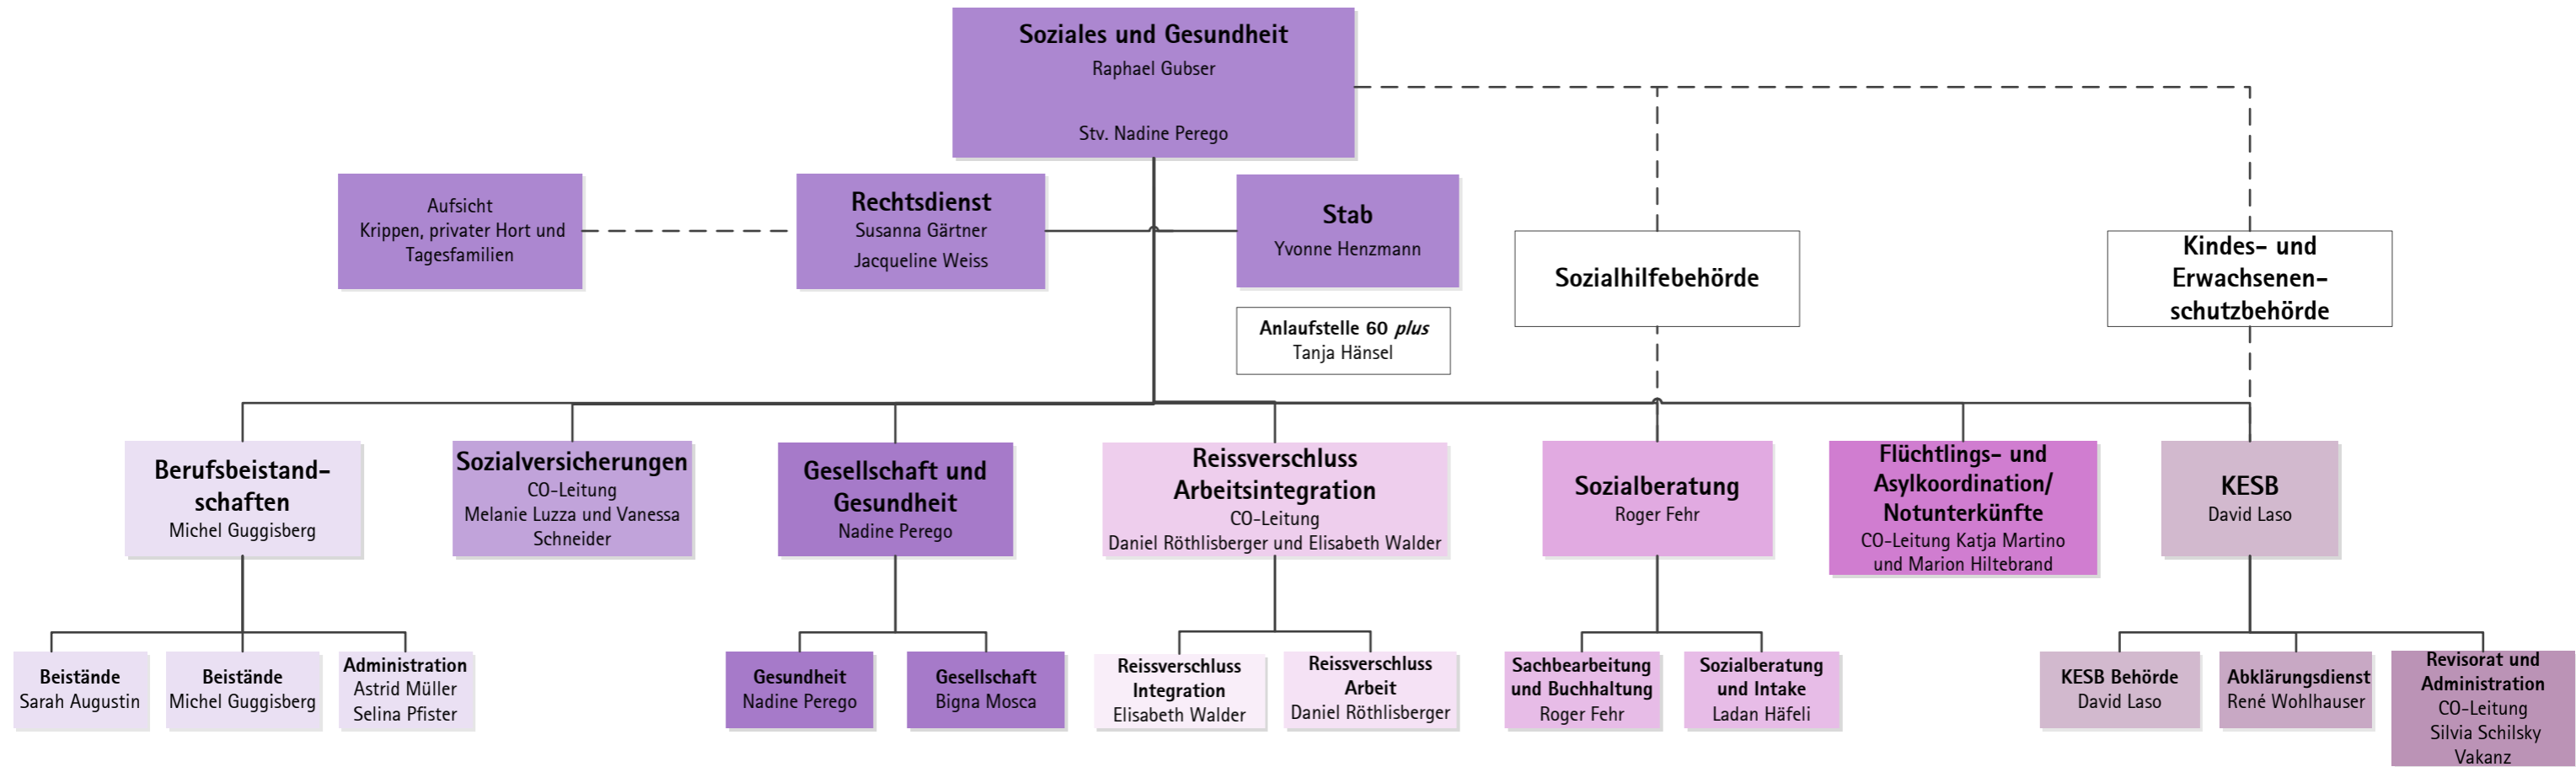 Soziales und Gesundheit
Raphael Gubser
Stv. Nadine Perego
Aufsicht
Krippen, privater Hort und
Tagesfamilien
Rechtsdienst
Susanna Gärtner
Jacqueline Weiss
Stab
Yvonne Henzmann
Anlaufstelle 60 plus
Tanja Hänsel
Sozialhilfebehörde
Kindes- und
Erwachsenen-
schutzbehörde
Berufsbeistand-
schaften
Michel Guggisberg
Sozialversicherungen
CO-Leitung
Melanie Luzza und Vanessa
Schneider
Gesellschaft und
Gesundheit
Nadine Perego
Reissverschluss
Arbeitsintegration
CO-Leitung
Daniel Röthlisberger und Elisabeth Walder
Sozialberatung
Roger Fehr
Flüchtlings- und
Asylkoordination/
Notunterkünfte
CO-Leitung Katja Martino
und Marion Hiltebrand
KESB
David Laso
Beistände
Sarah Augustin
Beistände
Michel Guggisberg
Administration
Astrid Müller
Selina Pfister
Gesundheit
Nadine Perego
Gesellschaft
Bigna Mosca
Reissverschluss
Integration
Elisabeth Walder
Reissverschluss
Arbeit
Daniel Röthlisberger
Sachbearbeitung
und Buchhaltung
Roger Fehr
Sozialberatung
und Intake
Ladan Häfeli
KESB Behörde
David Laso
Abklärungsdienst
René Wohlhauser
Revisorat und
Administration
CO-Leitung
Silvia Schilsky
Vakanz